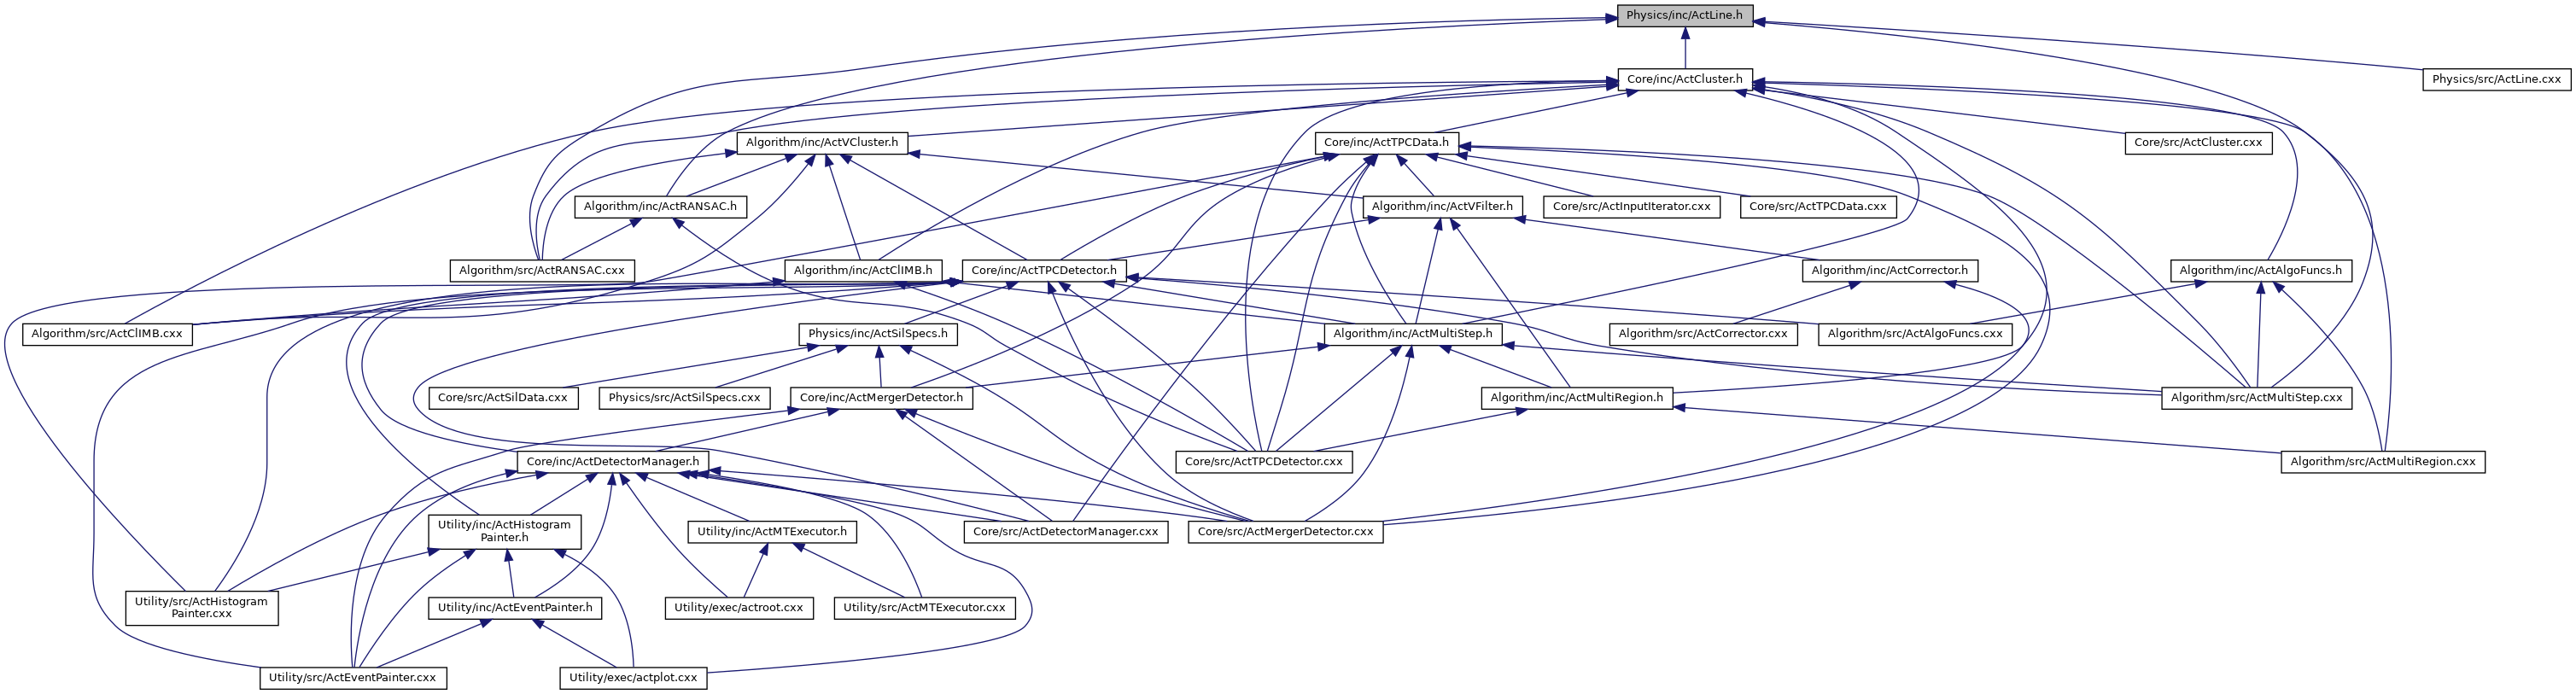 Physics/inc/ActLine.h
Core/inc/ActCluster.h
Physics/src/ActLine.cxx
Algorithm/inc/ActVCluster.h
Core/inc/ActTPCData.h
Core/src/ActCluster.cxx
Algorithm/inc/ActRANSAC.h
Algorithm/inc/ActVFilter.h
Core/src/ActInputIterator.cxx
Core/src/ActTPCData.cxx
Algorithm/src/ActRANSAC.cxx
Algorithm/inc/ActClIMB.h
Core/inc/ActTPCDetector.h
Algorithm/inc/ActCorrector.h
Algorithm/inc/ActAlgoFuncs.h
Algorithm/src/ActClIMB.cxx
Physics/inc/ActSilSpecs.h
Algorithm/inc/ActMultiStep.h
Algorithm/src/ActCorrector.cxx
Algorithm/src/ActAlgoFuncs.cxx
Core/src/ActSilData.cxx
Physics/src/ActSilSpecs.cxx
Core/inc/ActMergerDetector.h
Algorithm/inc/ActMultiRegion.h
Algorithm/src/ActMultiStep.cxx
Core/inc/ActDetectorManager.h
Core/src/ActTPCDetector.cxx
Algorithm/src/ActMultiRegion.cxx
Utility/inc/ActHistogram
Painter.h
Utility/inc/ActMTExecutor.h
Core/src/ActDetectorManager.cxx
Core/src/ActMergerDetector.cxx
Utility/src/ActHistogram
Painter.cxx
Utility/inc/ActEventPainter.h
Utility/exec/actroot.cxx
Utility/src/ActMTExecutor.cxx
Utility/src/ActEventPainter.cxx
Utility/exec/actplot.cxx